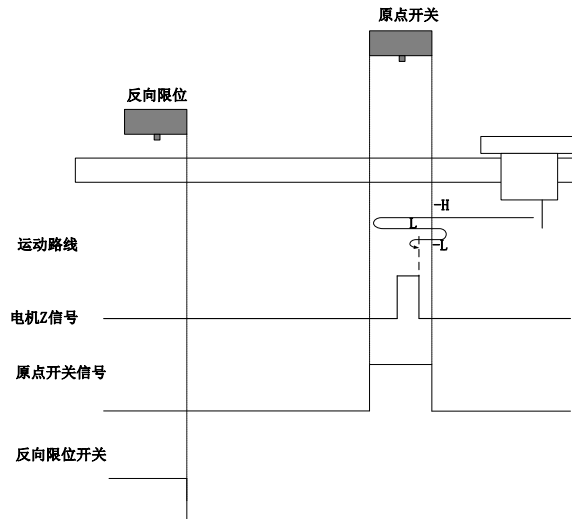 原点开关
反向限位
-H
L
运动路线
-L
电机Z信号
原点开关信号
反向限位开关